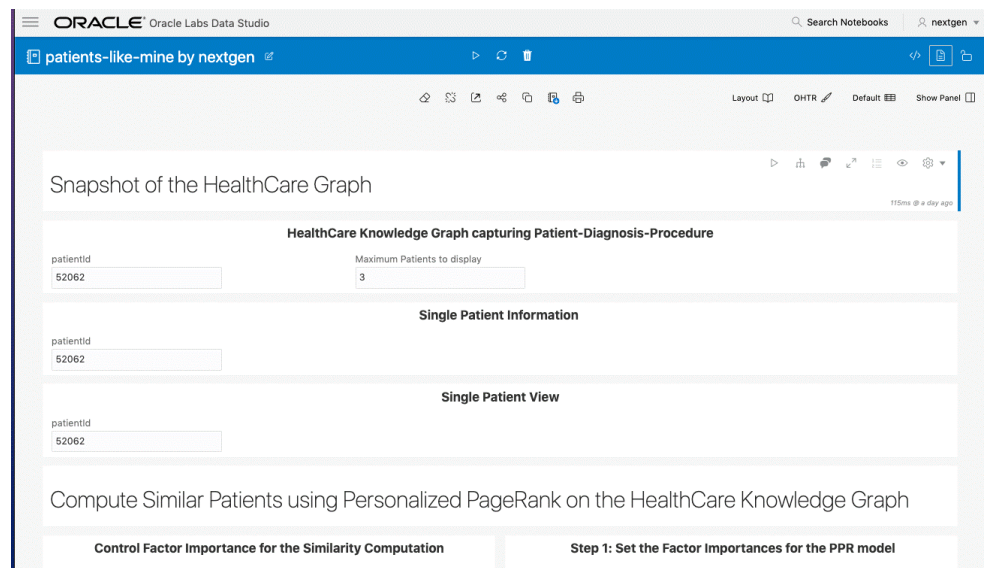 ORACLE® Oracle Labs Data Studio
Search Notebooks
nextgen
patients-like-mine by nextgen
Layout
OHTR
Default
Show Panel
Snapshot of the HealthCare Graph
115ms @ a day ago
HealthCare Knowledge Graph capturing Patient-Diagnosis-Procedure
patientId
Maximum Patients to display
52062
3
Single Patient Information
patientId
52062
Single Patient View
patientId
52062
Compute Similar Patients using Personalized PageRank on the HealthCare Knowledge Graph
Control Factor Importance for the Similarity Computation
Step 1: Set the Factor Importances for the PPR model